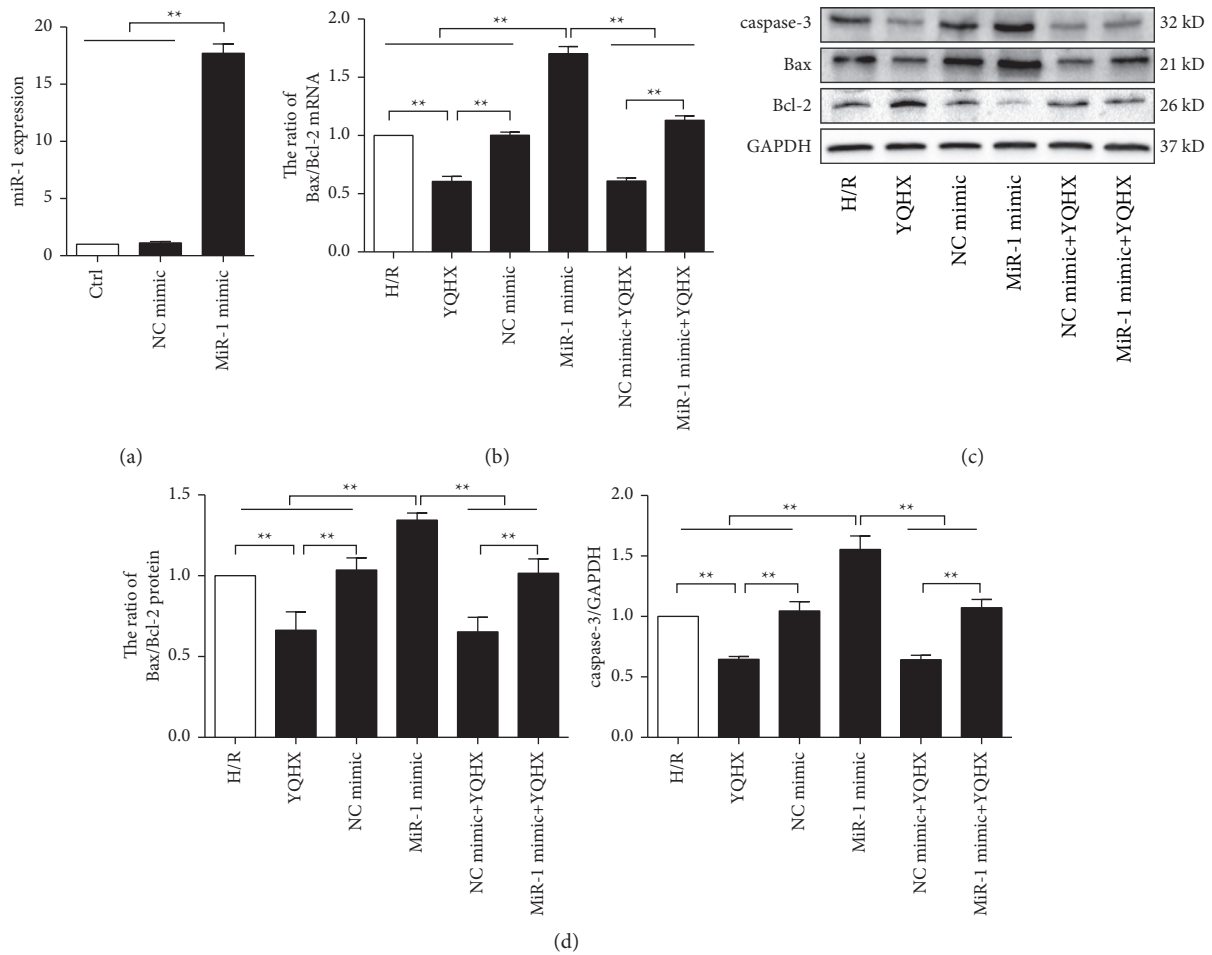 miR-1 expression
20
15
10
5
0
**
Ctrl
NC mimic
MiR-1 mimic
(a)
The ratio of
Bax/Bcl-2 mRNA
2.0
1.5
1.0
0.5
0.0
**
**
**
**
**
H/R
YQHX
NC mimic
MiR-1 mimic
NC mimic+YQHX
MiR-1 mimic+YQHX
(b)
caspase-3 32 kD
Bax 21 kD
Bcl-2 26 kD
GAPDH 37 kD
H/R
YQHX
NC mimic
MiR-1 mimic
NC mimic+YQHX
MiR-1 mimic+YQHX
(c)
The ratio of
Bax/Bcl-2 protein
1.5
1.0
0.5
0.0
**
**
**
**
**
H/R
YQHX
NC mimic
MiR-1 mimic
NC mimic+YQHX
MiR-1 mimic+YQHX
caspase-3/GAPDH
2.0
1.5
1.0
0.5
0.0
**
**
**
**
**
H/R
YQHX
NC mimic
MiR-1 mimic
NC mimic+YQHX
MiR-1 mimic+YQHX
(d)